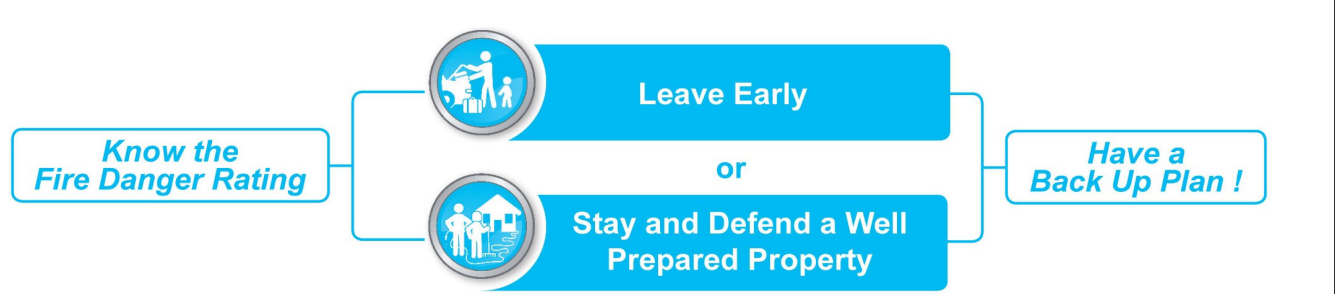 Know the
Fire Danger Rating
Leave Early
or
Stay and Defend a Well
Prepared Property
Have a
Back Up Plan !